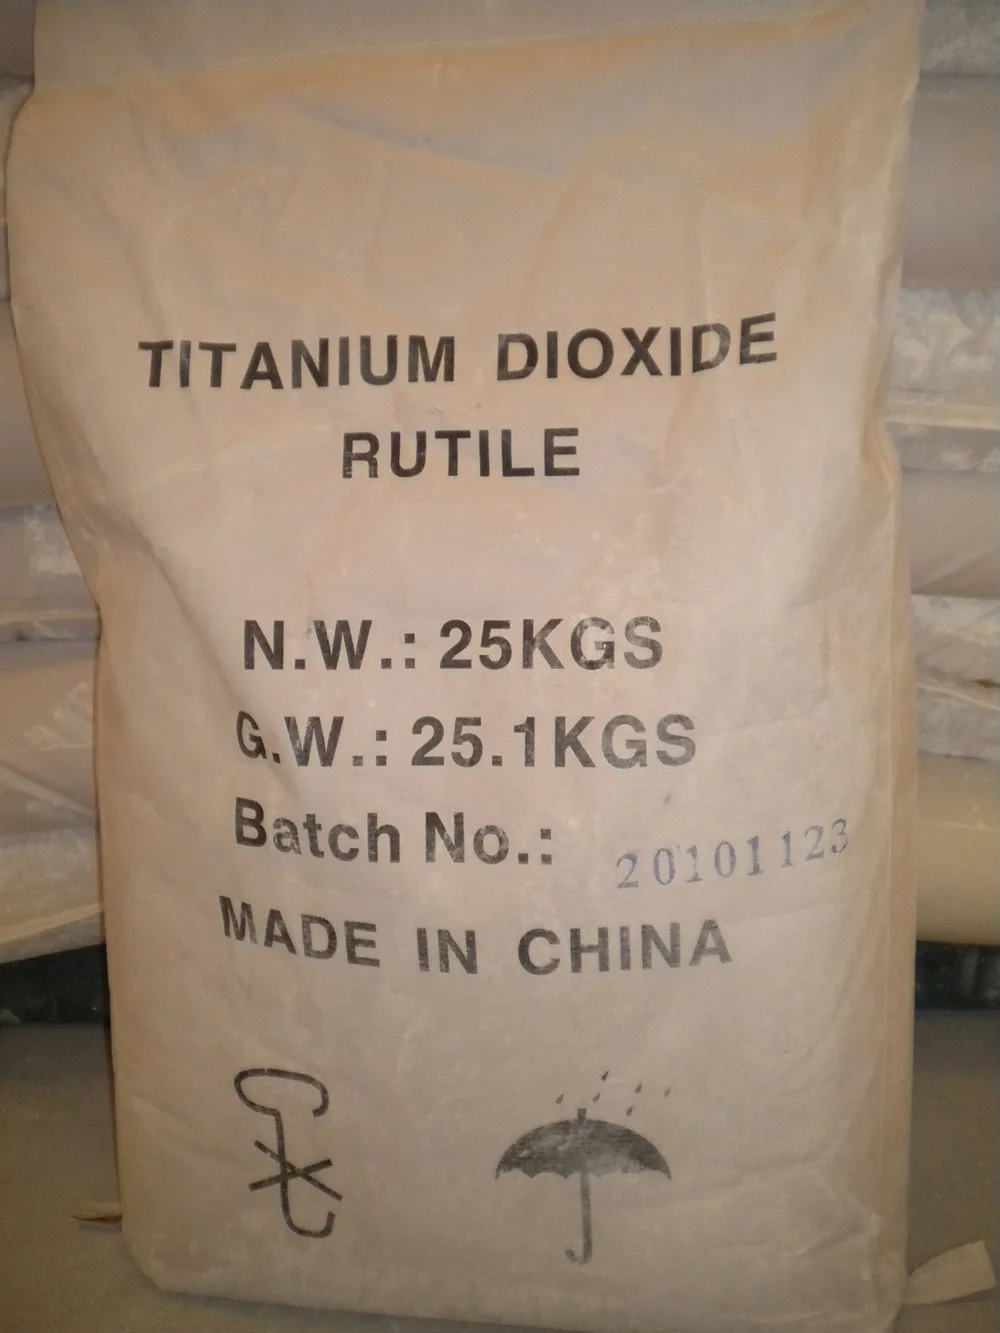 TITANIUM DIOXIDE
RUTILE
N.W.: 25KGS
G.W.: 25.1KGS
Batch No.: 20101123
MADE IN CHINA